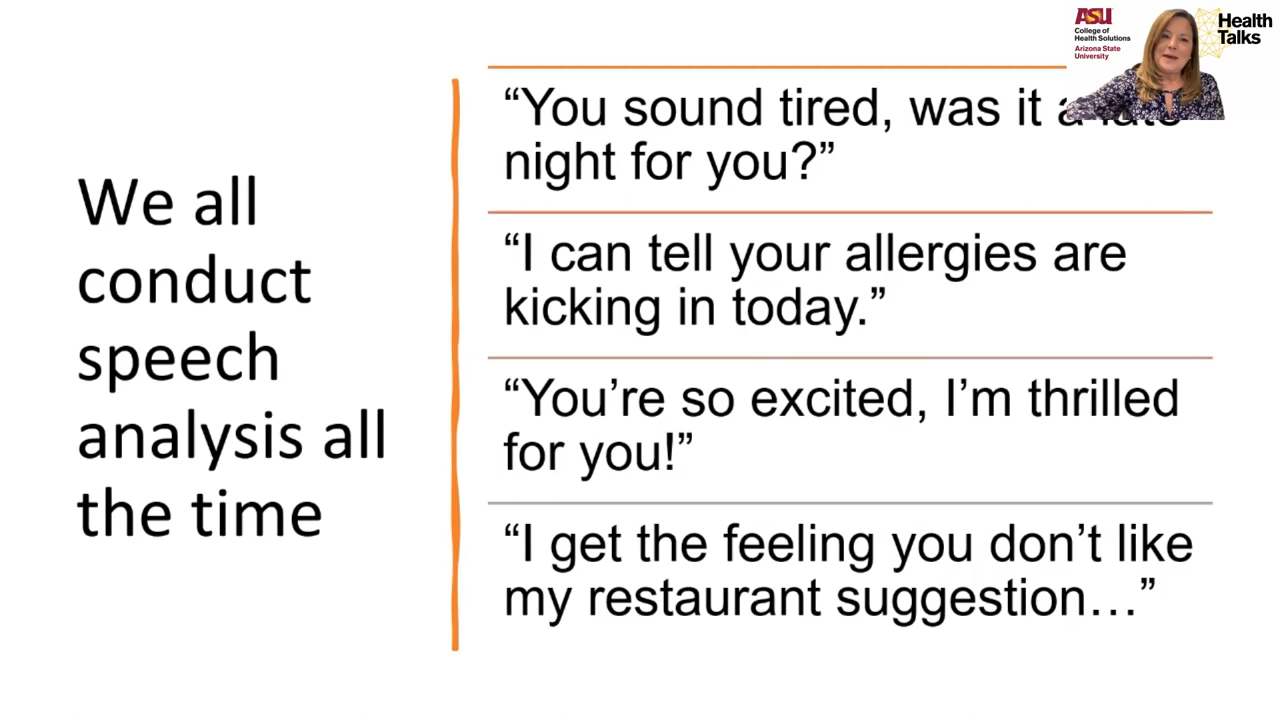 ASU
College of
Health Solutions
Arizona State
University
Health
Talks
We all
conduct
speech
analysis all
the time
“You sound tired, was it a
night for you?”
“I can tell your allergies are
kicking in today.”
“You’re so excited, I’m thrilled
for you!”
“I get the feeling you don’t like
my restaurant suggestion…”